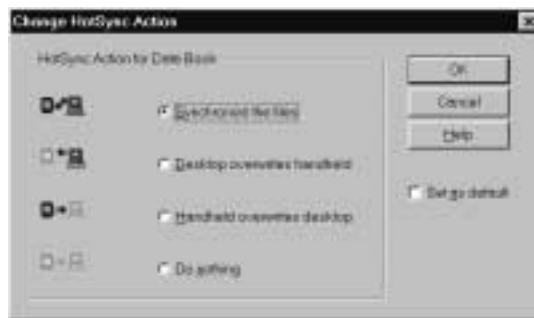 Change HotSync Action
HotSync Action for Date Book
Synchronize the files
Desktop overwrites handheld
Handheld overwrites desktop
Do nothing
OK
Cancel
Help
Set as default